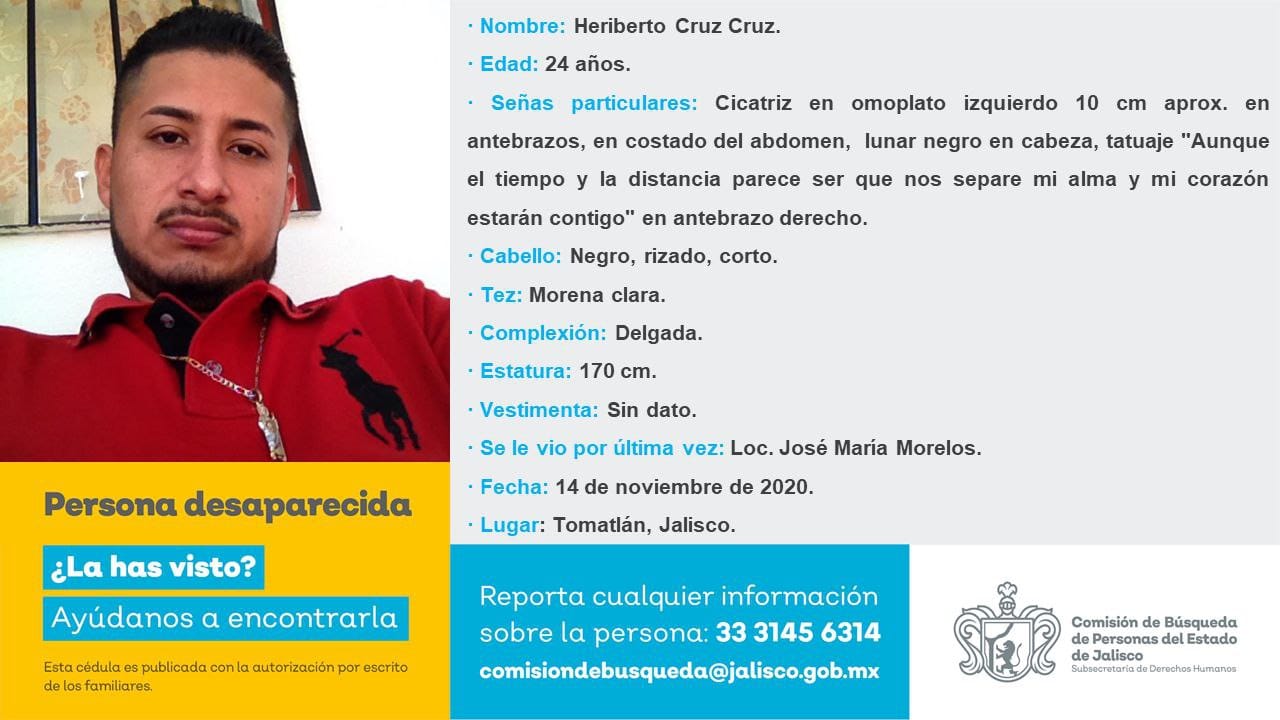 · Nombre: Heriberto Cruz Cruz.
· Edad: 24 años.
· Señas particulares: Cicatriz en omoplato izquierdo 10 cm aprox. en
antebrazos, en costado del abdomen, lunar negro en cabeza, tatuaje "Aunque
el tiempo y la distancia parece ser que nos separe mi alma y mi corazón
estarán contigo" en antebrazo derecho.
· Cabello: Negro, rizado, corto.
· Tez: Morena clara.
· Complexión: Delgada.
· Estatura: 170 cm.
· Vestimenta: Sin dato.
· Se le vio por última vez: Loc. José María Morelos.
· Fecha: 14 de noviembre de 2020.
· Lugar: Tomatlán, Jalisco.
Persona desaparecida
¿La has visto?
Ayúdanos a encontrarla
Esta cédula es publicada con la autorización por escrito
de los familiares.
Reporta cualquier información
sobre la persona: 33 3145 6314
comisiondebusqueda@jalisco.gob.mx
Comisión de Búsqueda
de Personas del Estado
de Jalisco
Subsecretaría de Derechos Humanos